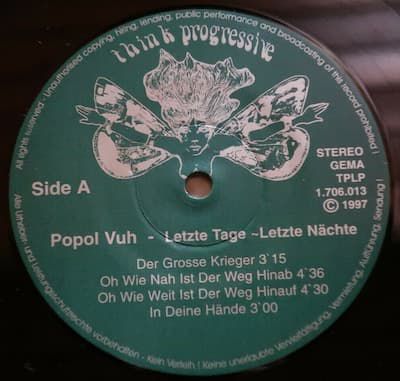 All rights Reserved - Unauthorised copying, hiring, lending, public performance and broadcasting of this record prohibited !
think progressive
Side A
STEREO
GEMA
TPLP
1.706.013
© 1997
Popol Vuh - Letzte Tage ~Letzte Nächte
Der Grosse Krieger 3`15
Oh Wie Nah Ist Der Weg Hinab 4`36
Oh Wie Weit Ist Der Weg Hinauf 4`30
In Deine Hände 3`00
Alle Urheber- und Leistungsschutzrechte vorbehalten - Kein Verleih ! Keine unerlaubte Vervielfältigung, Vermietung, Aufführung, Sendung !